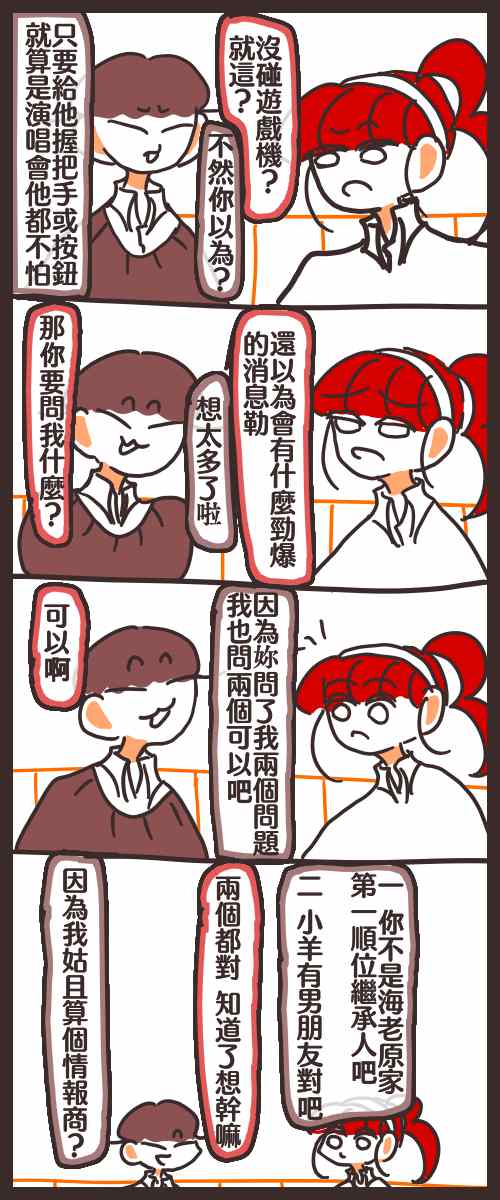 沒碰遊戲機？
就這？
不然你以為？
只要給他握把手或按鈕
就算是演唱會他都不怕
還以為會有什麼勁爆
的消息勒
想太多了啦
那你要問我什麼？
因為妳問了我兩個問題
我也問兩個可以吧
可以啊
一 你不是海老原家
第一順位繼承人吧
二 小羊有男朋友對吧
兩個都對 知道了想幹嘛
因為我姑且算個情報商？